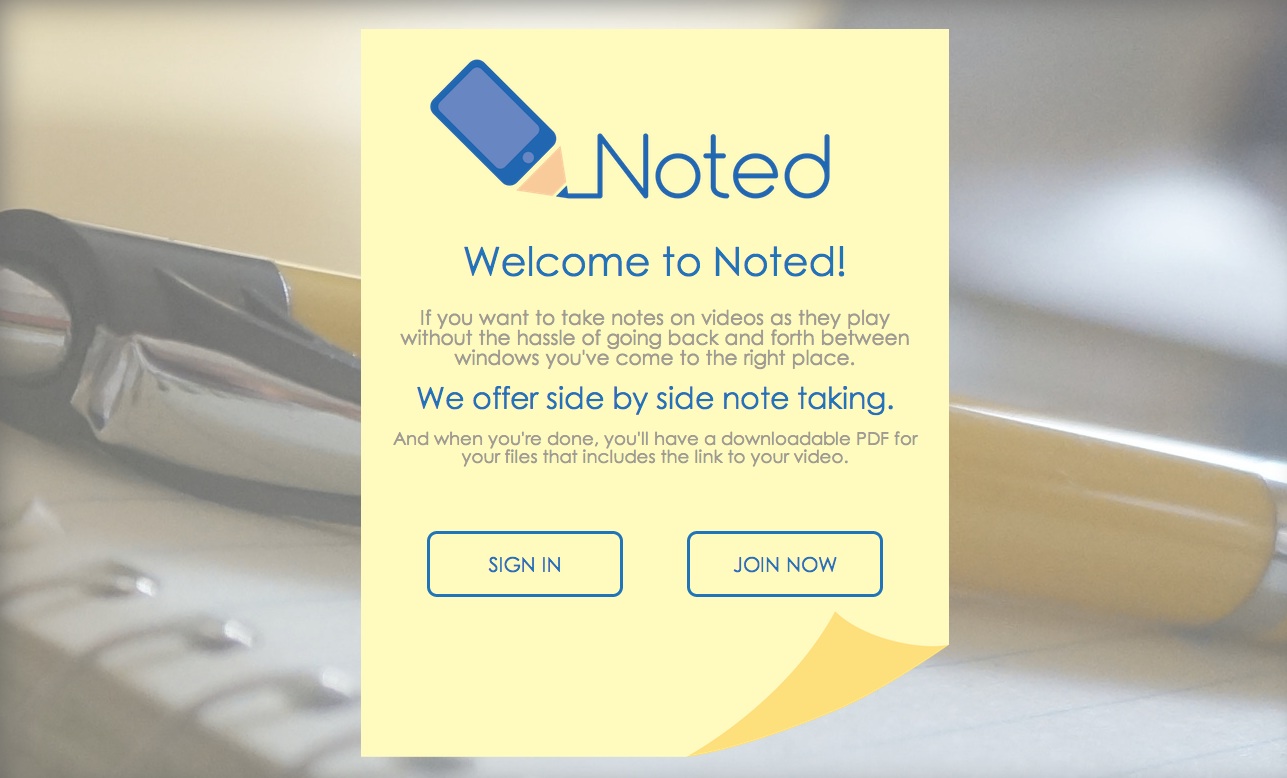 Noted
Welcome to Noted!
If you want to take notes on videos as they play
without the hassle of going back and forth between
windows you've come to the right place.
We offer side by side note taking.
And when you're done, you'll have a downloadable PDF for
your files that includes the link to your video.
SIGN IN
JOIN NOW